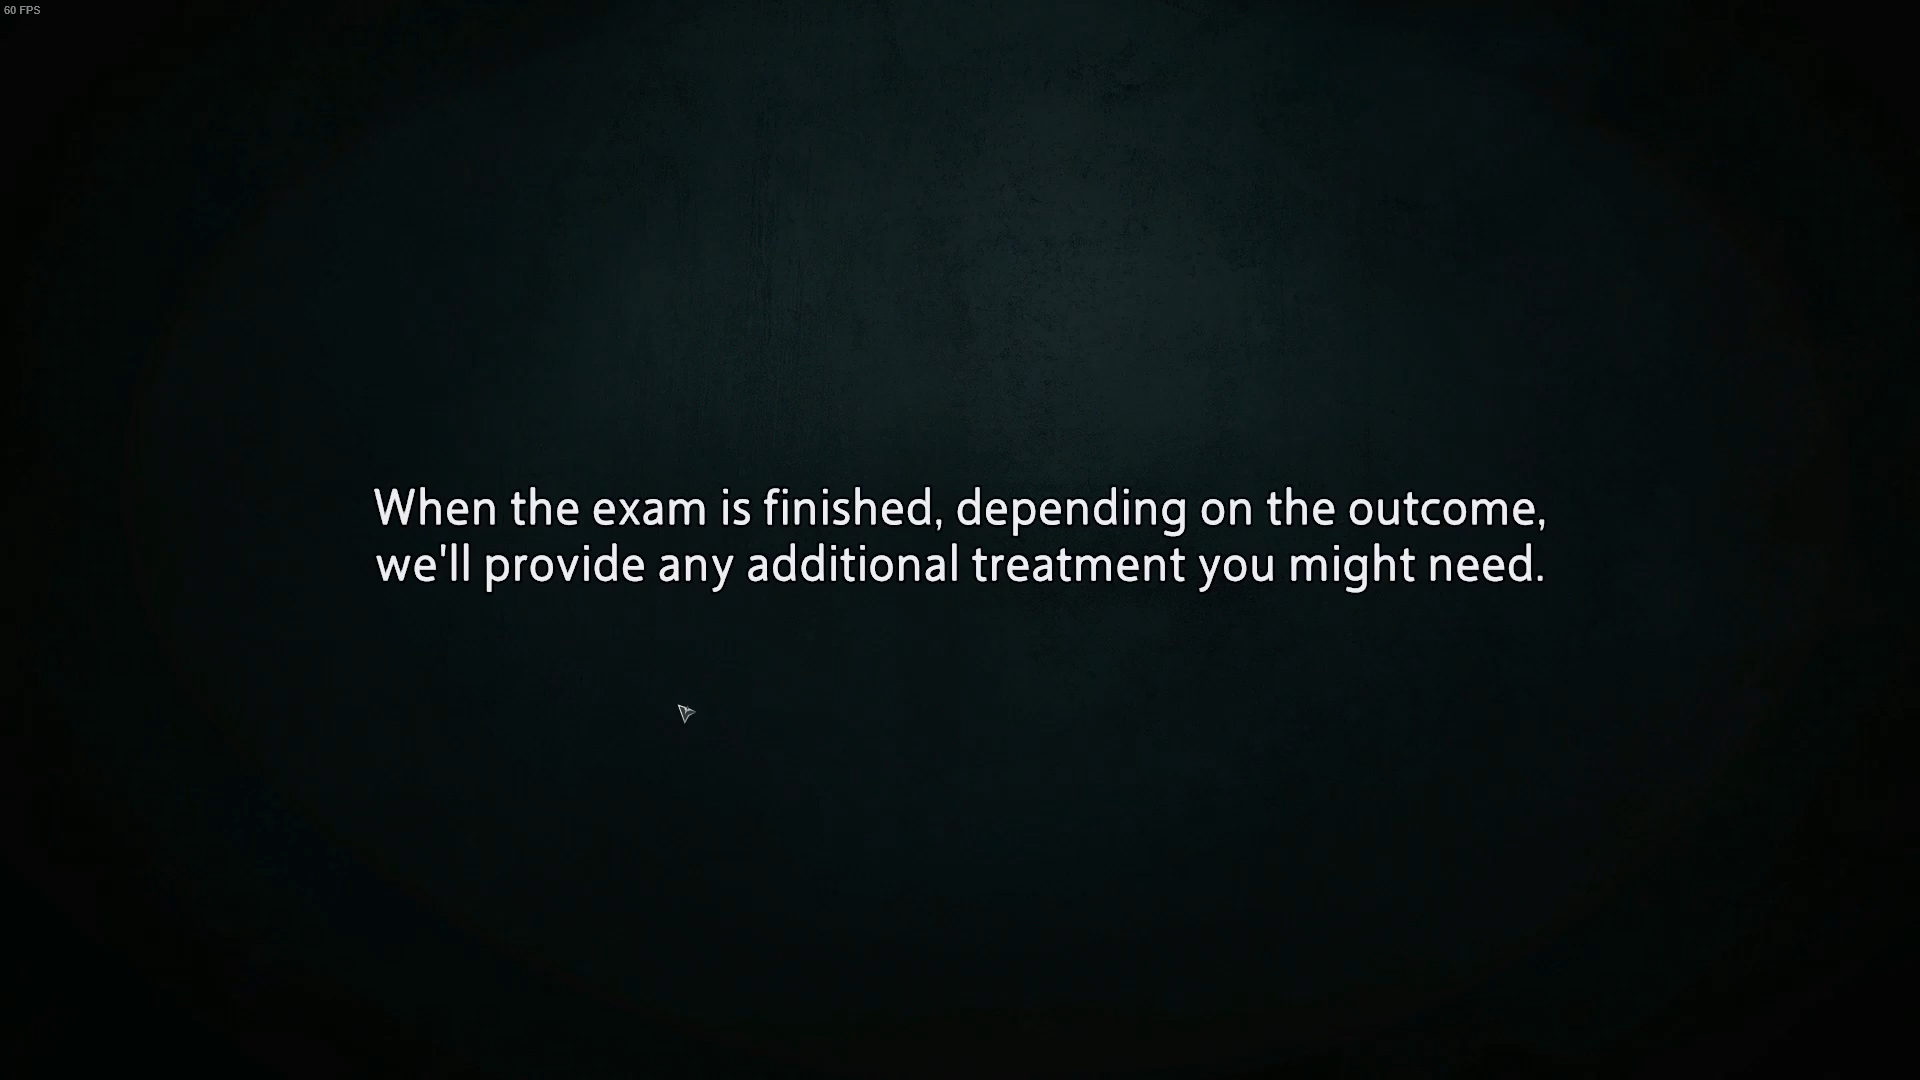 60 FPS
When the exam is finished, depending on the outcome,
we'll provide any additional treatment you might need.